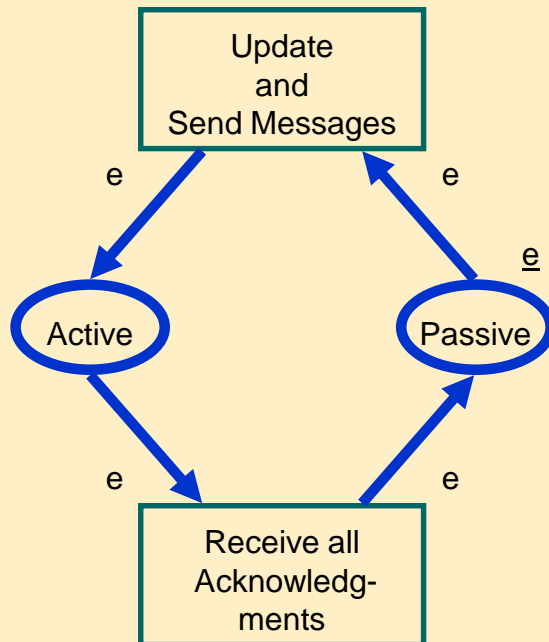 Update
and
Send Messages
e
e
e
Active
Passive
e
e
Receive all
Acknowledg-
ments